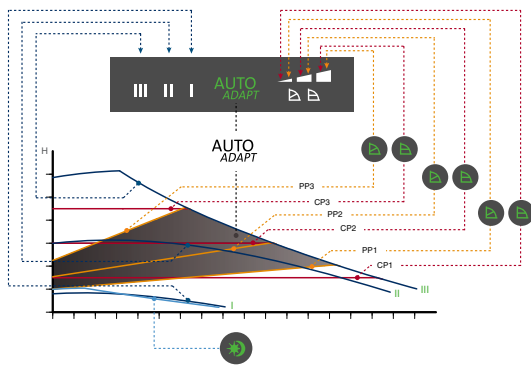 III II I AUTO
ADAPT
AUTO
ADAPT
H
PP3
CP3
PP2
CP2
PP1
CP1
III
II
I